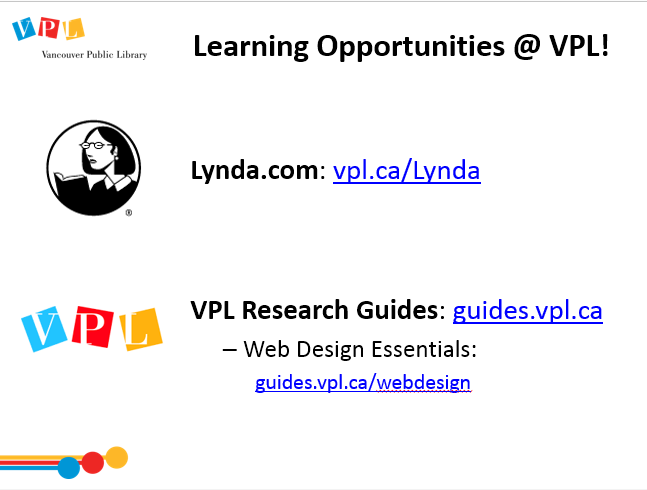 VPL
Vancouver Public Library
Learning Opportunities @ VPL!
Lynda.com: vpl.ca/Lynda
®
VPL
VPL Research Guides: guides.vpl.ca
– Web Design Essentials:
guides.vpl.ca/webdesign